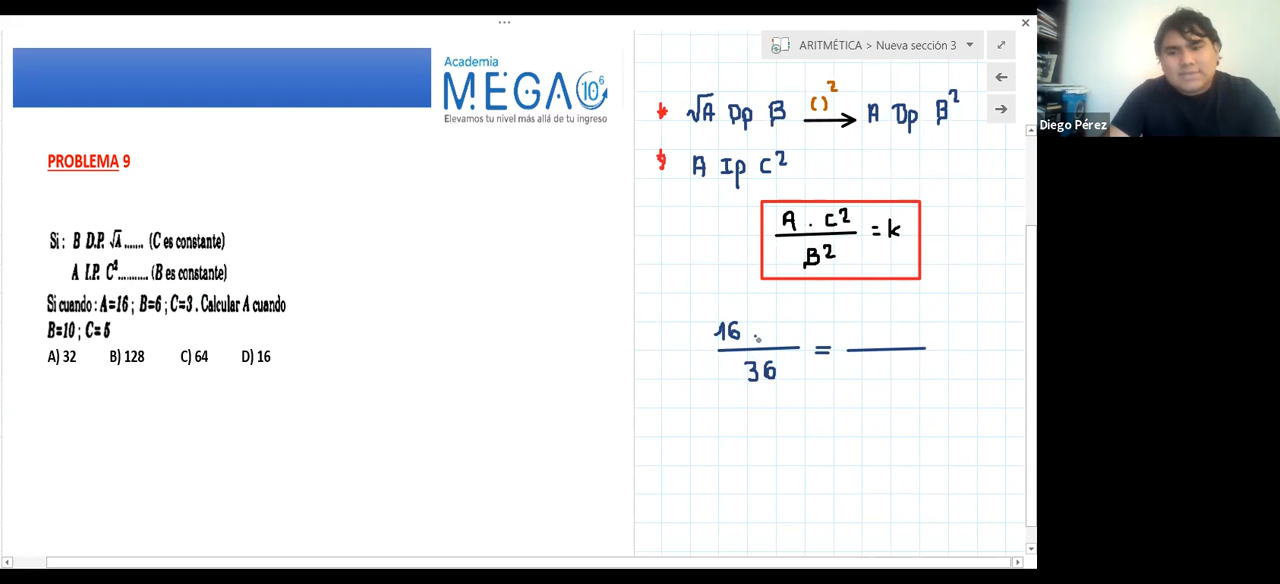 Academia
MEGA 10⁶
Elevamos tu nivel más allá de tu ingreso
PROBLEMA 9
Si : B D.P. √A ....... (C es constante)
A I.P. C² .......... (B es constante)
Si cuando : A=16 ; B=6 ; C=3 . Calcular A cuando
B=10 ; C= 5
A) 32 B) 128 C) 64 D) 16
ARITMÉTICA > Nueva sección 3
√A Dp B ()² → A Dp B²
A Ip C²
A . C² / B² = k
16 . / 36 =
Diego Pérez